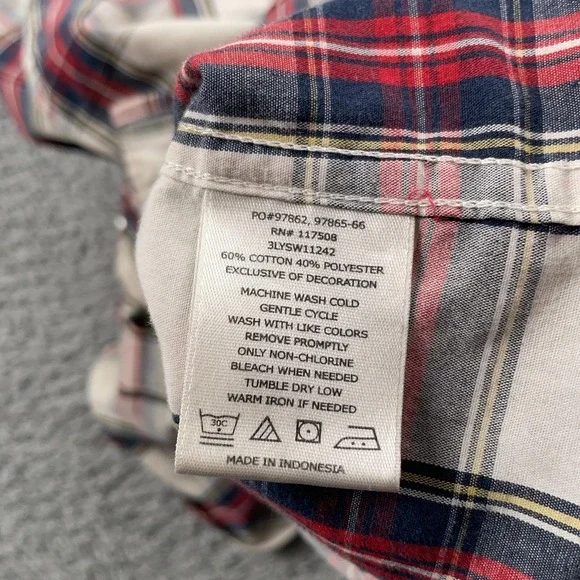 PO#97862, 97865-66
RN# 117508
3LYSW11242
60% COTTON 40% POLYESTER
EXCLUSIVE OF DECORATION
MACHINE WASH COLD
GENTLE CYCLE
WASH WITH LIKE COLORS
REMOVE PROMPTLY
ONLY NON-CHLORINE
BLEACH WHEN NEEDED
TUMBLE DRY LOW
WARM IRON IF NEEDED
30C
MADE IN INDONESIA